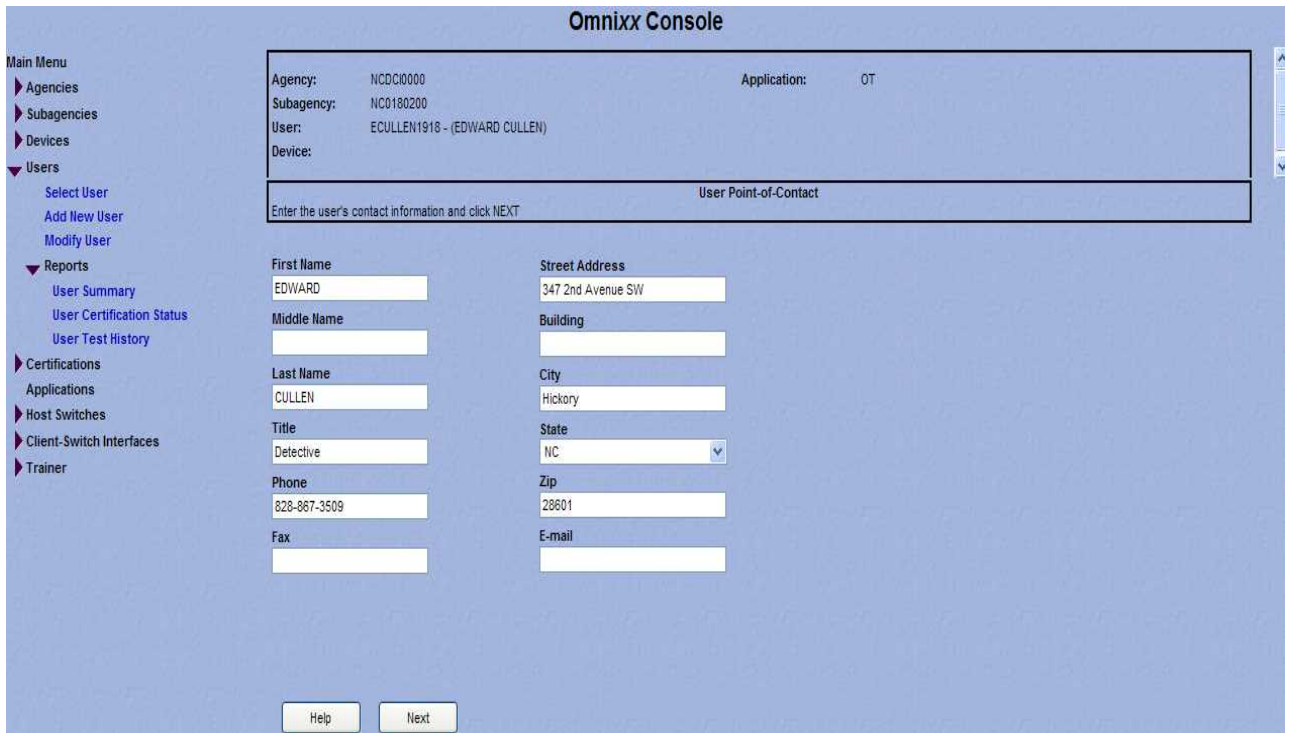 Omnixx Console
Main Menu
Agencies
Subagencies
Devices
Users
Select User
Add New User
Modify User
Reports
User Summary
User Certification Status
User Test History
Certifications
Applications
Host Switches
Client-Switch Interfaces
Trainer
Agency: NCDCI0000 Application: OT
Subagency: NC0180200
User: ECULLEN1918 - (EDWARD CULLEN)
Device:
User Point-of-Contact
Enter the user's contact information and click NEXT
First Name
EDWARD
Middle Name
Last Name
CULLEN
Title
Detective
Phone
828-867-3509
Fax
Street Address
347 2nd Avenue SW
Building
City
Hickory
State
NC
Zip
28601
E-mail
Help Next